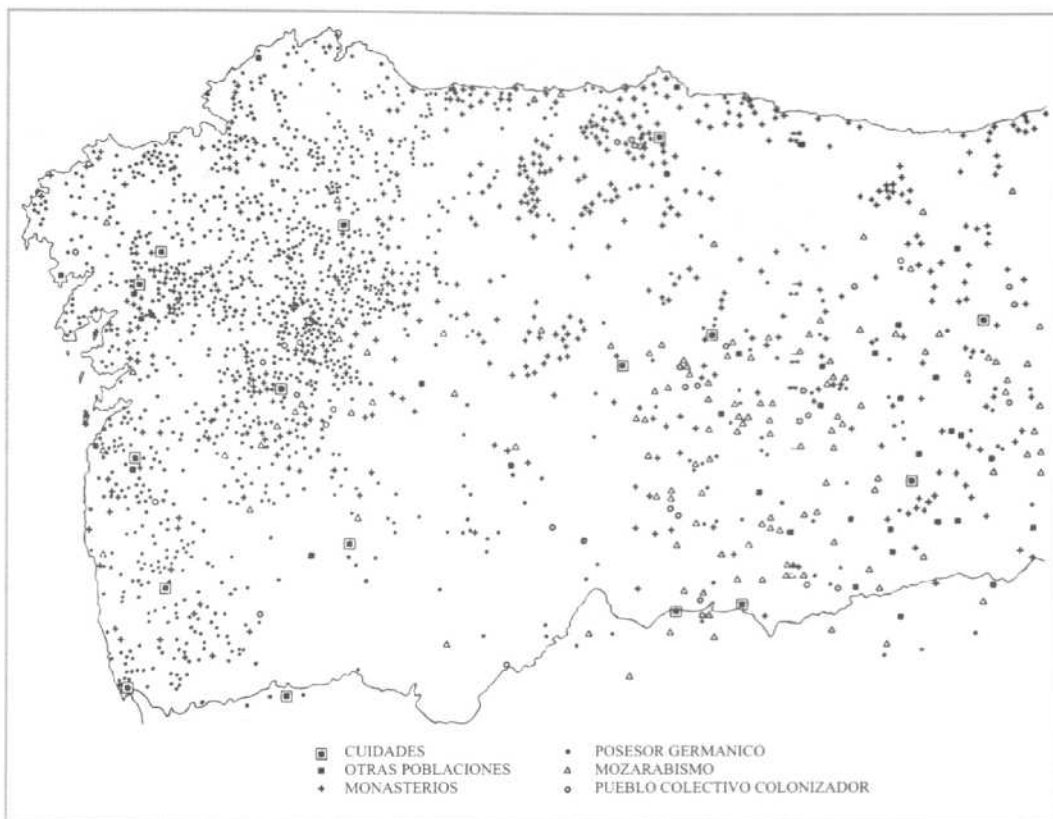 CUIDADES
OTRAS POBLACIONES
MONASTERIOS
POSESOR GERMANICO
MOZARABISMO
PUEBLO COLECTIVO COLONIZADOR